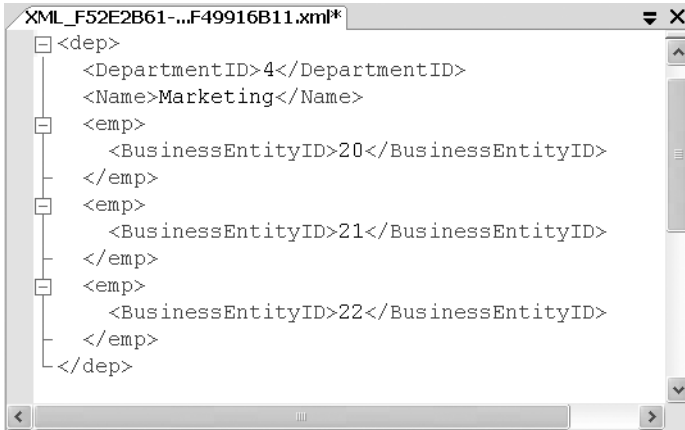 XML_F52E2B61-...F49916B11.xml*
<dep>
<DepartmentID>4</DepartmentID>
<Name>Marketing</Name>
<emp>
<BusinessEntityID>20</BusinessEntityID>
</emp>
<emp>
<BusinessEntityID>21</BusinessEntityID>
</emp>
<emp>
<BusinessEntityID>22</BusinessEntityID>
</emp>
</dep>